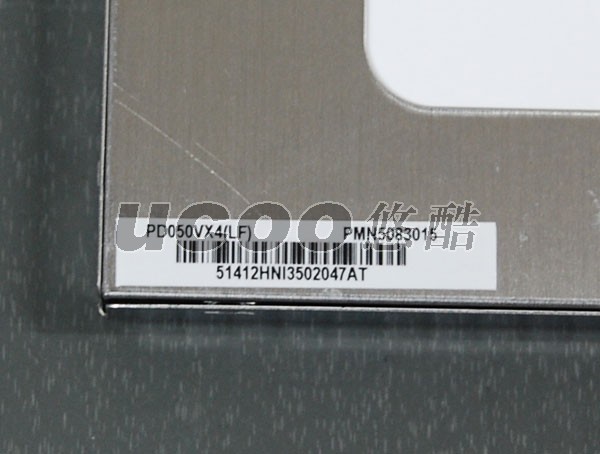 PD050VX4(LF) PMN5083015
ucoo 悠酷
51412HNI3502047AT